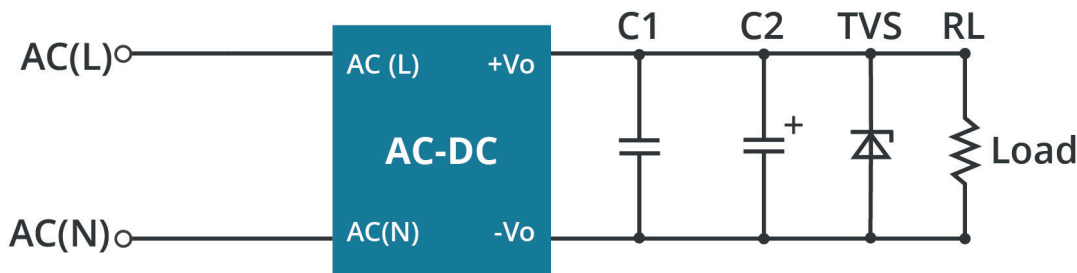 C1 C2 TVS RL
AC(L)
AC (L) +Vo
AC-DC
+
Load
AC(N)
AC(N) -Vo